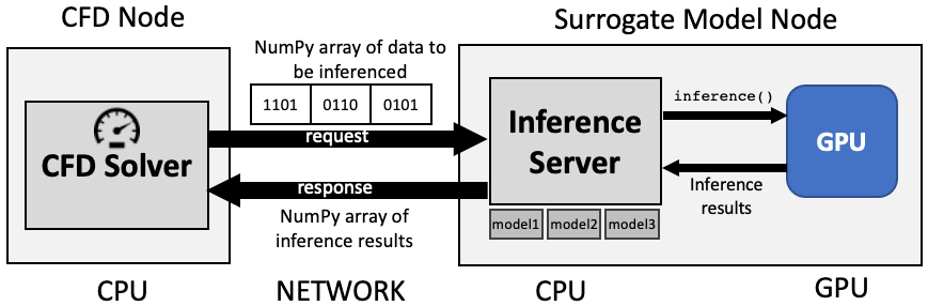 CFD Node
Surrogate Model Node
NumPy array of data to
be inferenced
1101 0110 0101
request
CFD Solver
response
NumPy array of
inference results
Inference
Server
model1 model2 model3
inference()
GPU
Inference
results
CPU
NETWORK
CPU
GPU